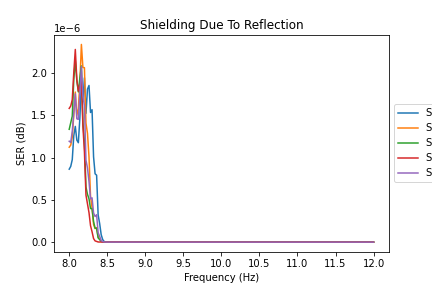 Shielding Due To Reflection
1e−6
SER (dB)
2.0
1.5
1.0
0.5
0.0
8.0 8.5 9.0 9.5 10.0 10.5 11.0 11.5 12.0
Frequency (Hz)
S
S
S
S
S